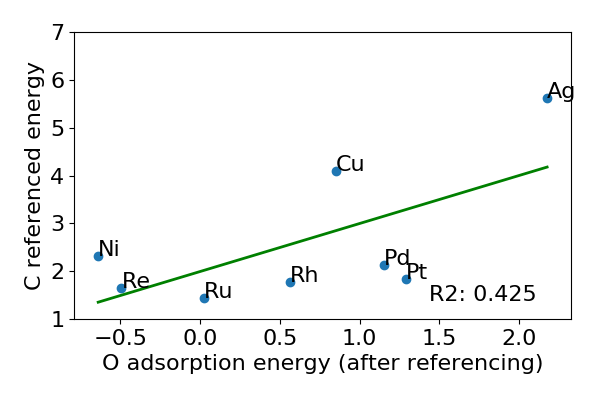 7
6
5
4
3
2
1
C referenced energy
Ag
Cu
Ni
Re
Ru
Rh
Pd
Pt
R2: 0.425
−0.5
0.0
0.5
1.0
1.5
2.0
O adsorption energy (after referencing)